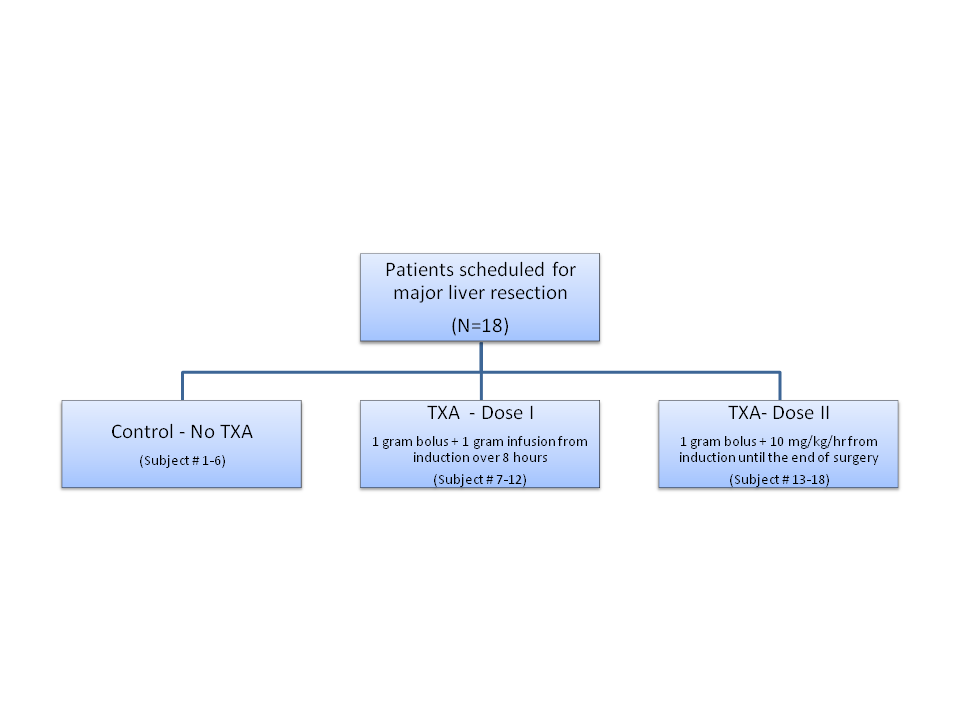 Patients scheduled for
major liver resection
(N=18)
Control - No TXA
(Subject # 1-6)
TXA - Dose I
1 gram bolus + 1 gram infusion from
induction over 8 hours
(Subject # 7-12)
TXA- Dose II
1 gram bolus + 10 mg/kg/hr from
induction until the end of surgery
(Subject # 13-18)